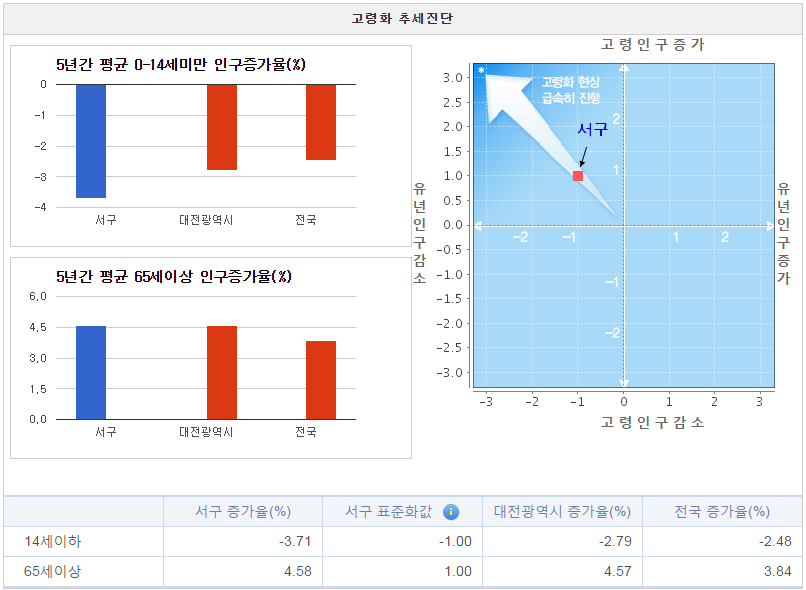 고령화 추세진단
5년간 평균 0-14세미만 인구증가율(%)
0
-1
-2
-3
-4
서구 대전광역시 전국
5년간 평균 65세이상 인구증가율(%)
6.0
4.5
3.0
1.5
0.0
서구 대전광역시 전국
고 령 인 구 증 가
유년인구감소
3.0
2.5
2.0
1.5
1.0
0.5
0.0
-0.5
-1.0
-1.5
-2.0
-2.5
-3.0
*
고령화 현상
급속히 진행
서구
2
1
-2 -1 1 2
-1
-2
-3 -2 -1 0 1 2 3
유년인구증가
고 령 인 구 감 소
서구 증가율(%) 서구 표준화값 i 대전광역시 증가율(%) 전국 증가율(%)
14세이하 -3.71 -1.00 -2.79 -2.48
65세이상 4.58 1.00 4.57 3.84